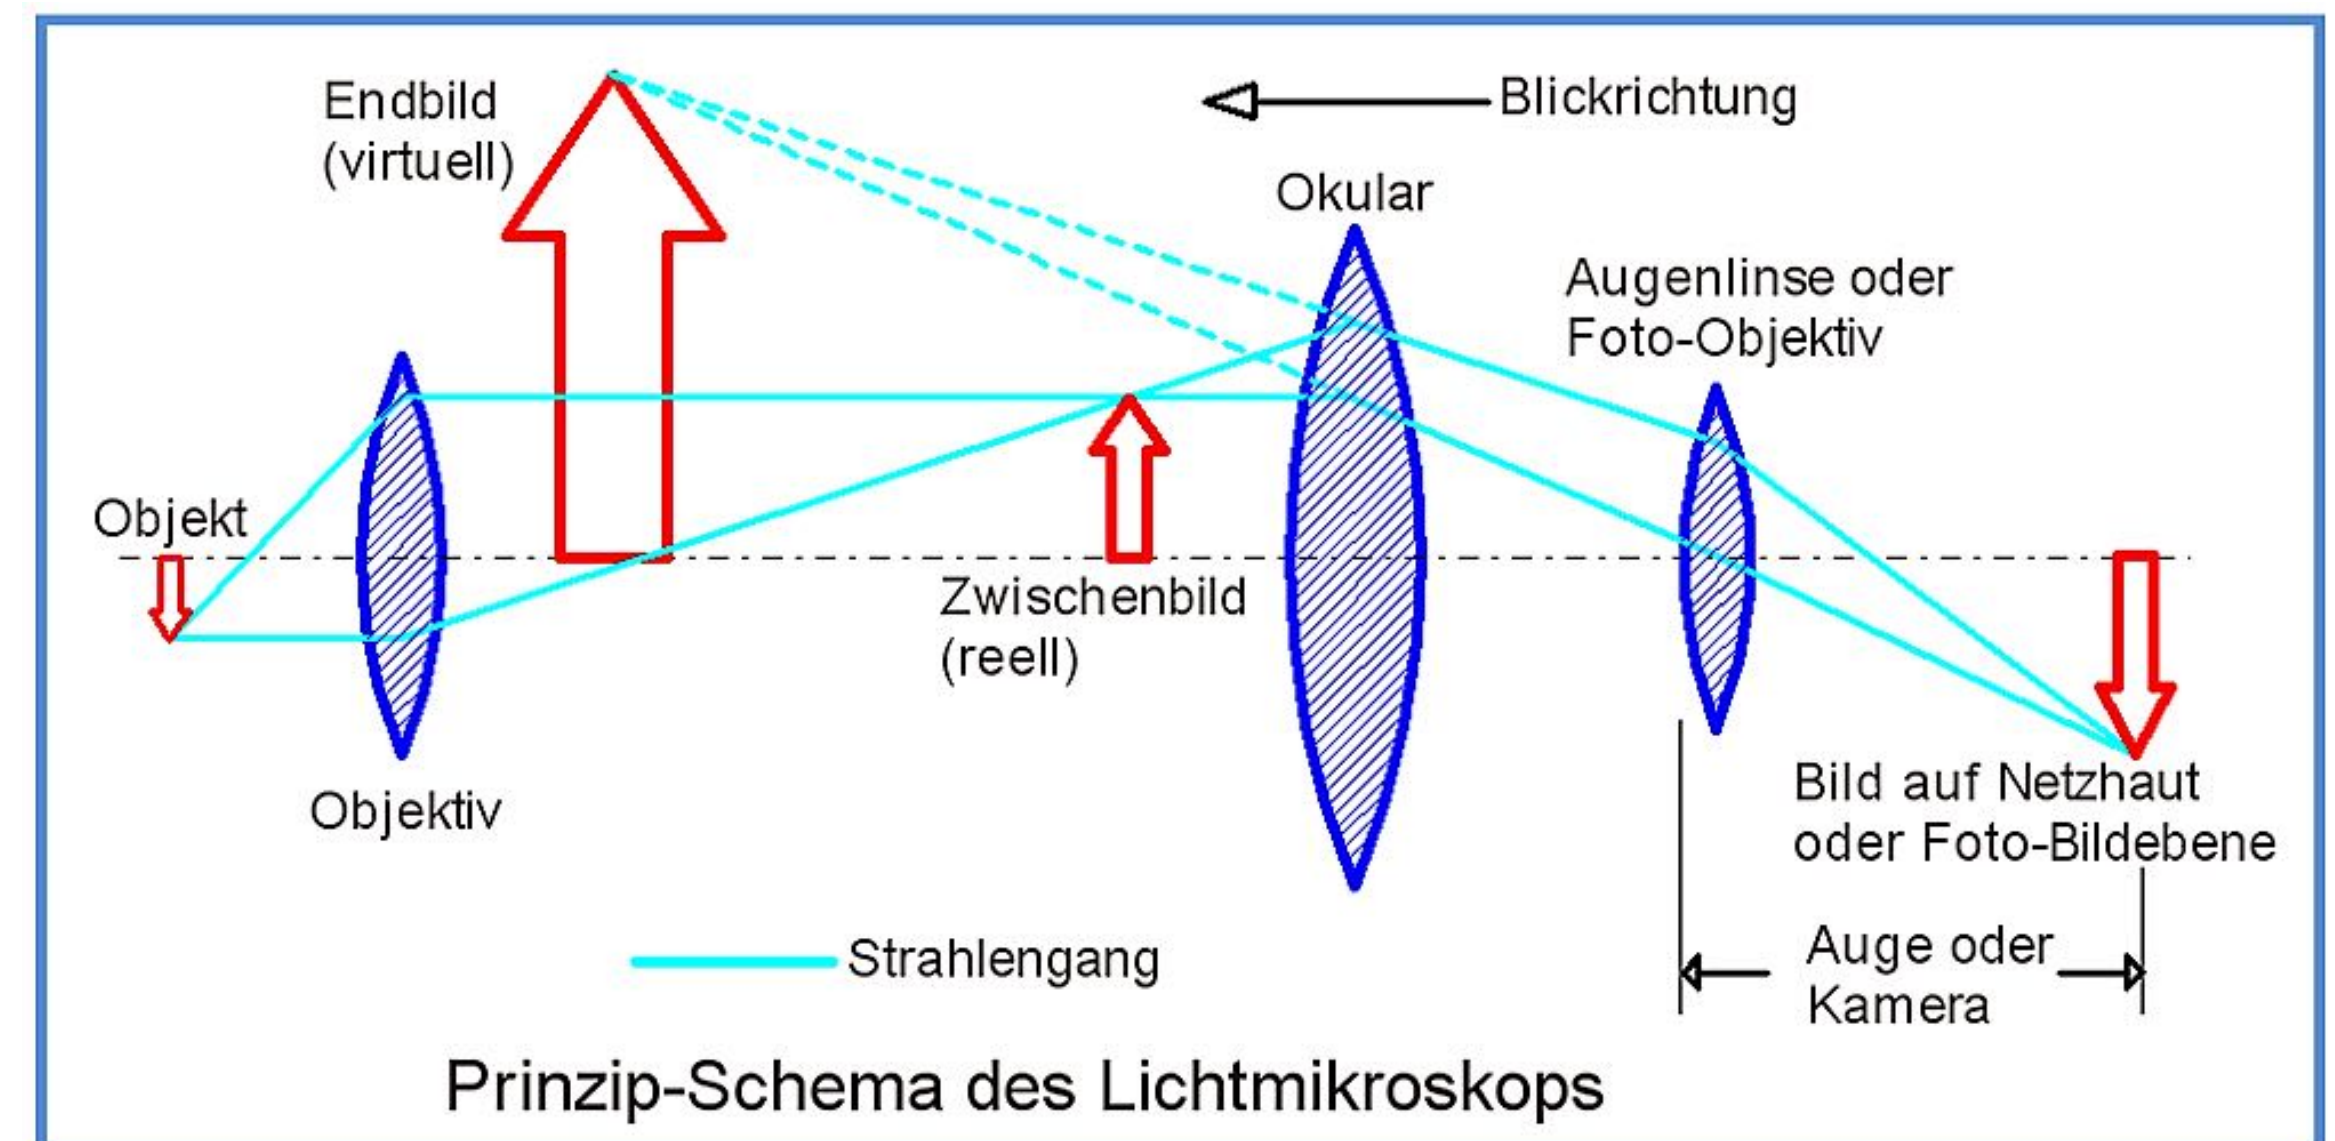 Endbild
(virtuell)
Blickrichtung
Okular
Augenlinse oder
Foto-Objektiv
Objekt
Zwischenbild
(reell)
Objektiv
Bild auf Netzhaut
oder Foto-Bildebene
Strahlengang
Auge oder
Kamera
Prinzip-Schema des Lichtmikroskops